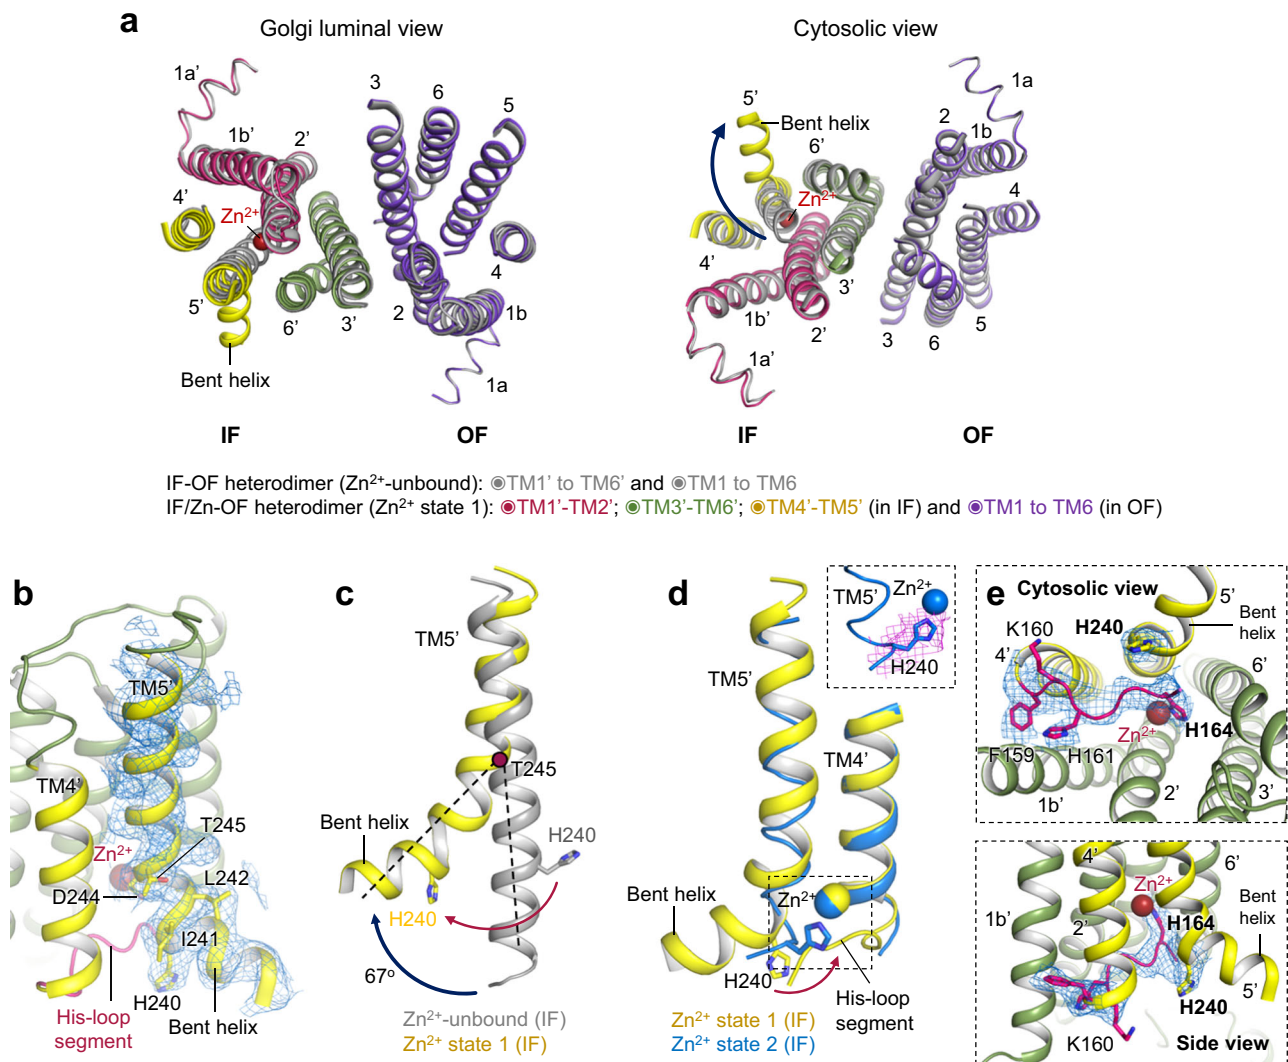 a
Golgi luminal view
Cytosolic view
1a'
1b'
2'
4'
Zn2+
5'
6'
3'
Bent helix
3
6
5
4
2
1b
1a
IF
OF
5'
Bent helix
6'
Zn2+
4'
1b'
3'
2'
1a'
1a
2
1b
4
3
6
5
IF
OF
IF-OF heterodimer (Zn2+-unbound): ◉TM1' to TM6' and ◉TM1 to TM6
IF/Zn-OF heterodimer (Zn2+ state 1): ◉TM1'-TM2'; ◉TM3'-TM6'; ◉TM4'-TM5' (in IF) and ◉TM1 to TM6 (in OF)
b
TM5'
TM4'
T245
Zn2+
L242
D244
I241
H240
His-loop
segment
Bent helix
c
TM5'
T245
Bent helix
H240
H240
67o
Zn2+-unbound (IF)
Zn2+ state 1 (IF)
d
TM5'
Zn2+
H240
TM5'
TM4'
Zn2+
Bent helix
H240
His-loop
segment
Zn2+ state 1 (IF)
Zn2+ state 2 (IF)
e
Cytosolic view
5'
K160
H240
Bent
helix
4'
6'
Zn2+
H164
F159
H161
1b'
2'
3'
4'
6'
Zn2+
1b'
2'
H164
Bent
helix
H240
5'
K160
Side view